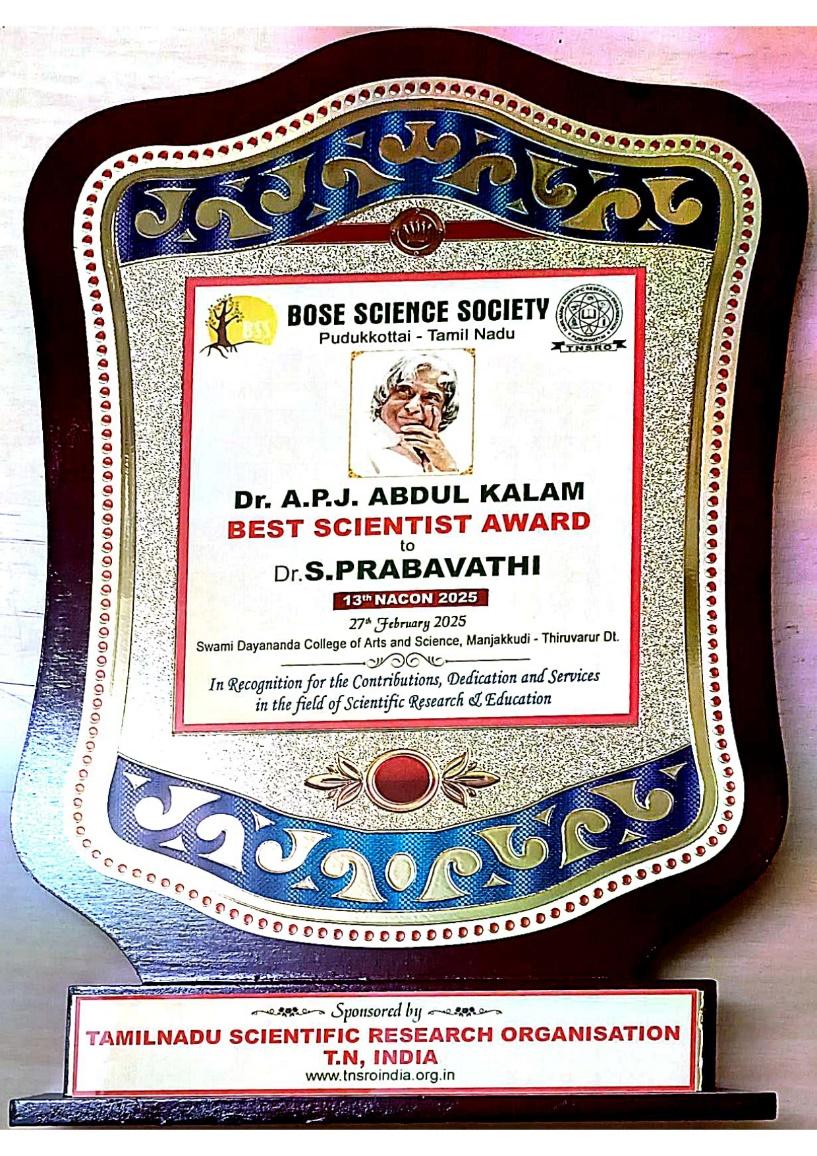 BSS
BOSE SCIENCE SOCIETY
Pudukkottai - Tamil Nadu
TNSRO
Dr. A.P.J. ABDUL KALAM
BEST SCIENTIST AWARD
to
Dr.S.PRABAVATHI
13th NACON 2025
27th February 2025
Swami Dayananda College of Arts and Science, Manjakkudi - Thiruvarur Dt.
In Recognition for the Contributions, Dedication and Services
in the field of Scientific Research & Education
Sponsored by
TAMILNADU SCIENTIFIC RESEARCH ORGANISATION
T.N, INDIA
www.tnsroindia.org.in